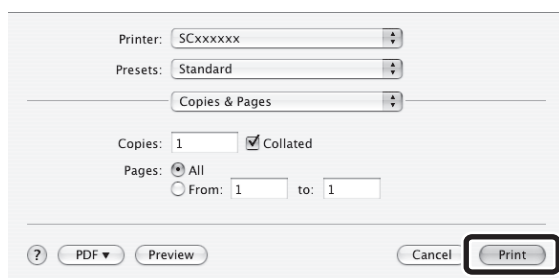 Printer: SCxxxxxx
Presets: Standard
Copies & Pages
Copies: 1 Collated
Pages: All
From: 1 to: 1
? PDF ▼ Preview Cancel Print